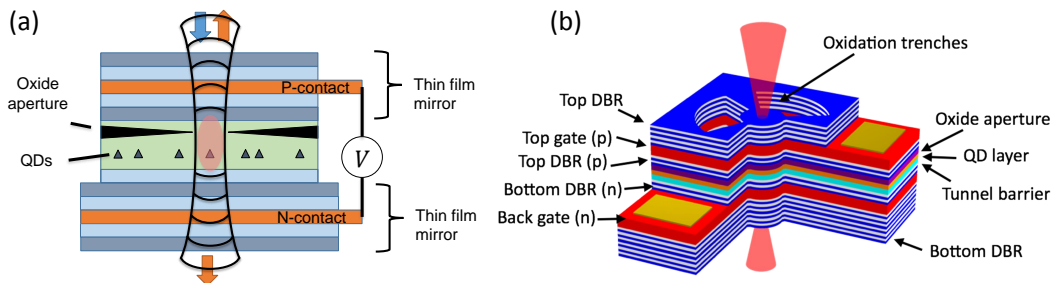 (a)
P-contact
Oxide
aperture
Thin film
mirror
QDs
V
N-contact
Thin film
mirror
(b)
Oxidation trenches
Top DBR
Oxide aperture
Top gate (p)
QD layer
Top DBR (p)
Tunnel barrier
Bottom DBR (n)
Back gate (n)
Bottom DBR